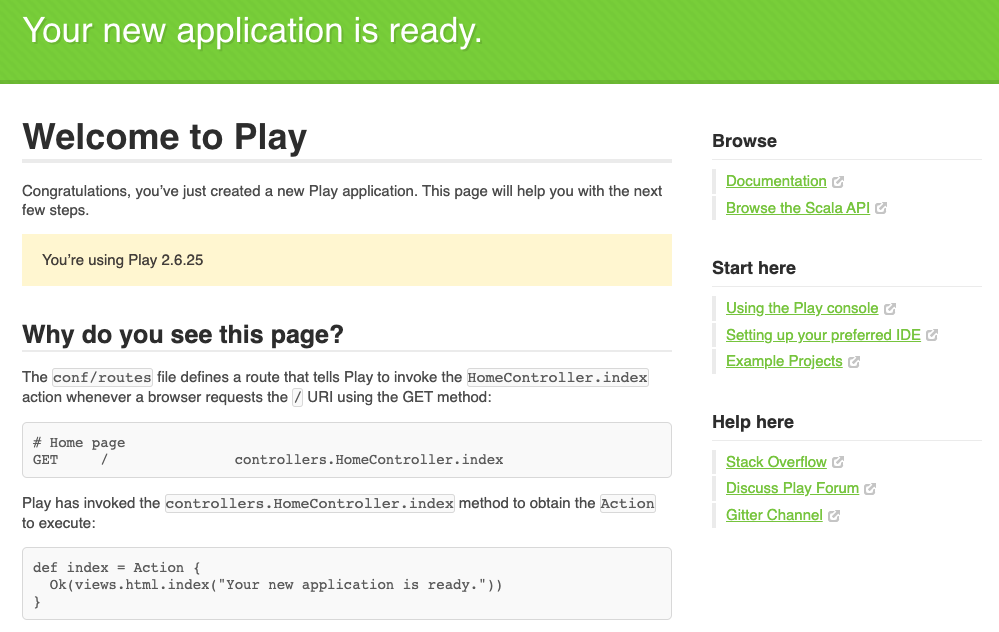 Your new application is ready.
Welcome to Play
Congratulations, you’ve just created a new Play application. This page will help you with the next
few steps.
You’re using Play 2.6.25
Why do you see this page?
The conf/routes file defines a route that tells Play to invoke the HomeController.index
action whenever a browser requests the / URI using the GET method:
# Home page
GET     /               controllers.HomeController.index
Play has invoked the controllers.HomeController.index method to obtain the Action
to execute:
def index = Action {
  Ok(views.html.index("Your new application is ready."))
}
Browse
Documentation
Browse the Scala API
Start here
Using the Play console
Setting up your preferred IDE
Example Projects
Help here
Stack Overflow
Discuss Play Forum
Gitter Channel